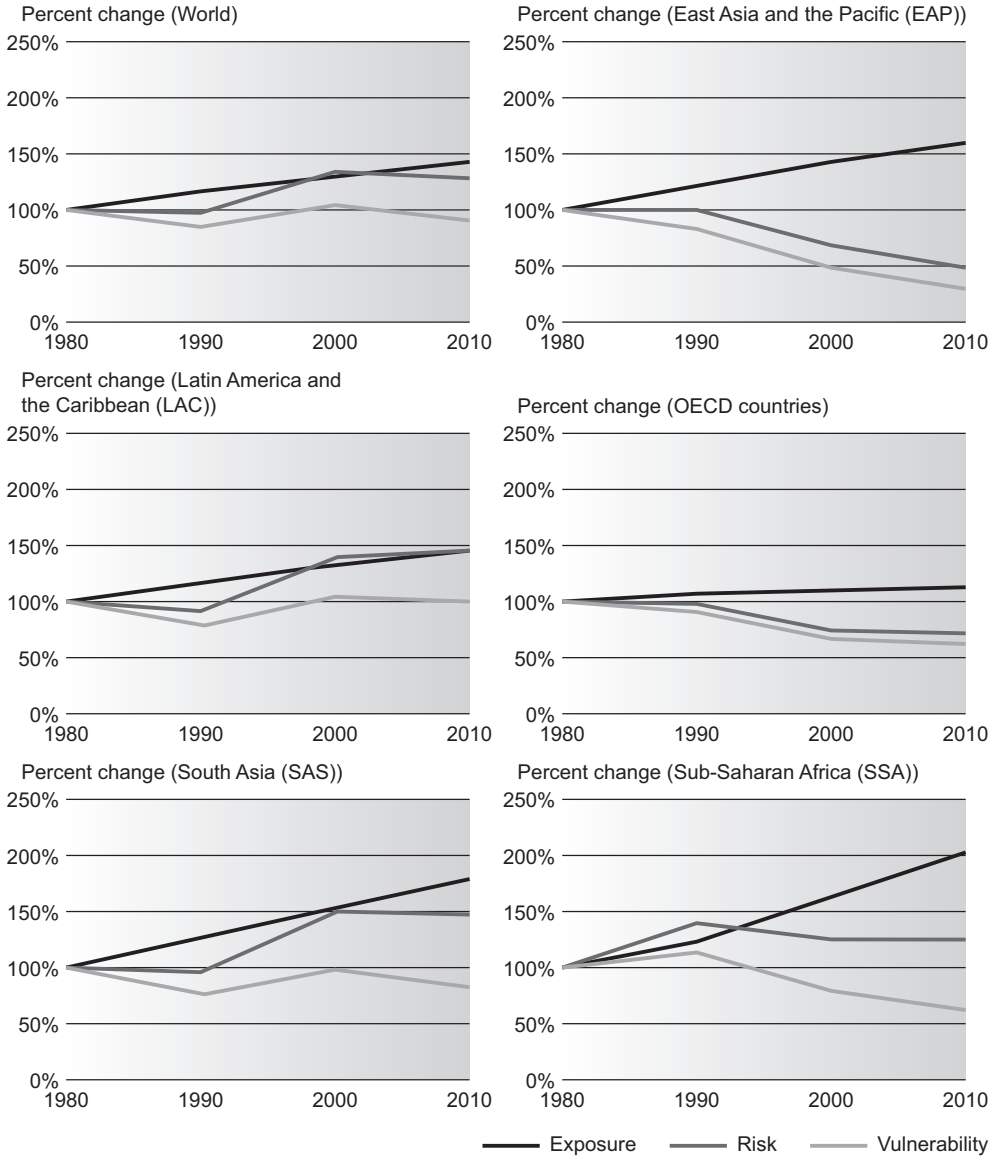 Percent change (World)
250%
200%
150%
100%
50%
0%
1980 1990 2000 2010
Percent change (East Asia and the Pacific (EAP))
250%
200%
150%
100%
50%
0%
1980 1990 2000 2010
Percent change (Latin America and
the Caribbean (LAC))
250%
200%
150%
100%
50%
0%
1980 1990 2000 2010
Percent change (OECD countries)
250%
200%
150%
100%
50%
0%
1980 1990 2000 2010
Percent change (South Asia (SAS))
250%
200%
150%
100%
50%
0%
1980 1990 2000 2010
Percent change (Sub-Saharan Africa (SSA))
250%
200%
150%
100%
50%
0%
1980 1990 2000 2010
Exposure Risk Vulnerability